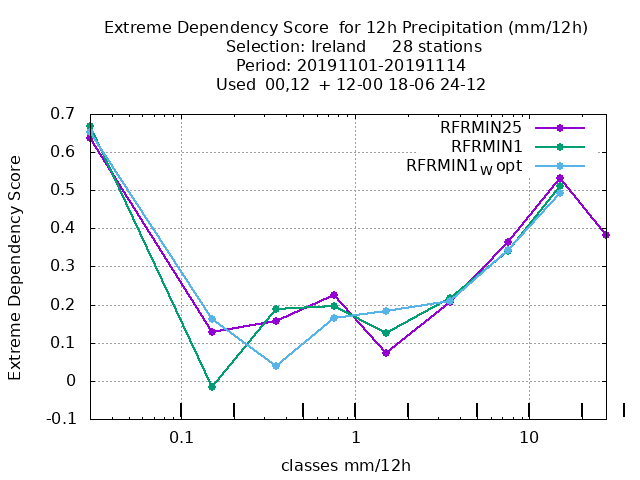 Extreme Dependency Score  for 12h Precipitation (mm/12h)
Selection: Ireland     28 stations
Period: 20191101-20191114
Used  00,12  + 12-00 18-06 24-12
RFRMIN25
RFRMIN1
RFRMIN1W opt
0.7
0.6
0.5
0.4
0.3
0.2
0.1
0
-0.1
Extreme Dependency Score
0.1
1
10
classes mm/12h